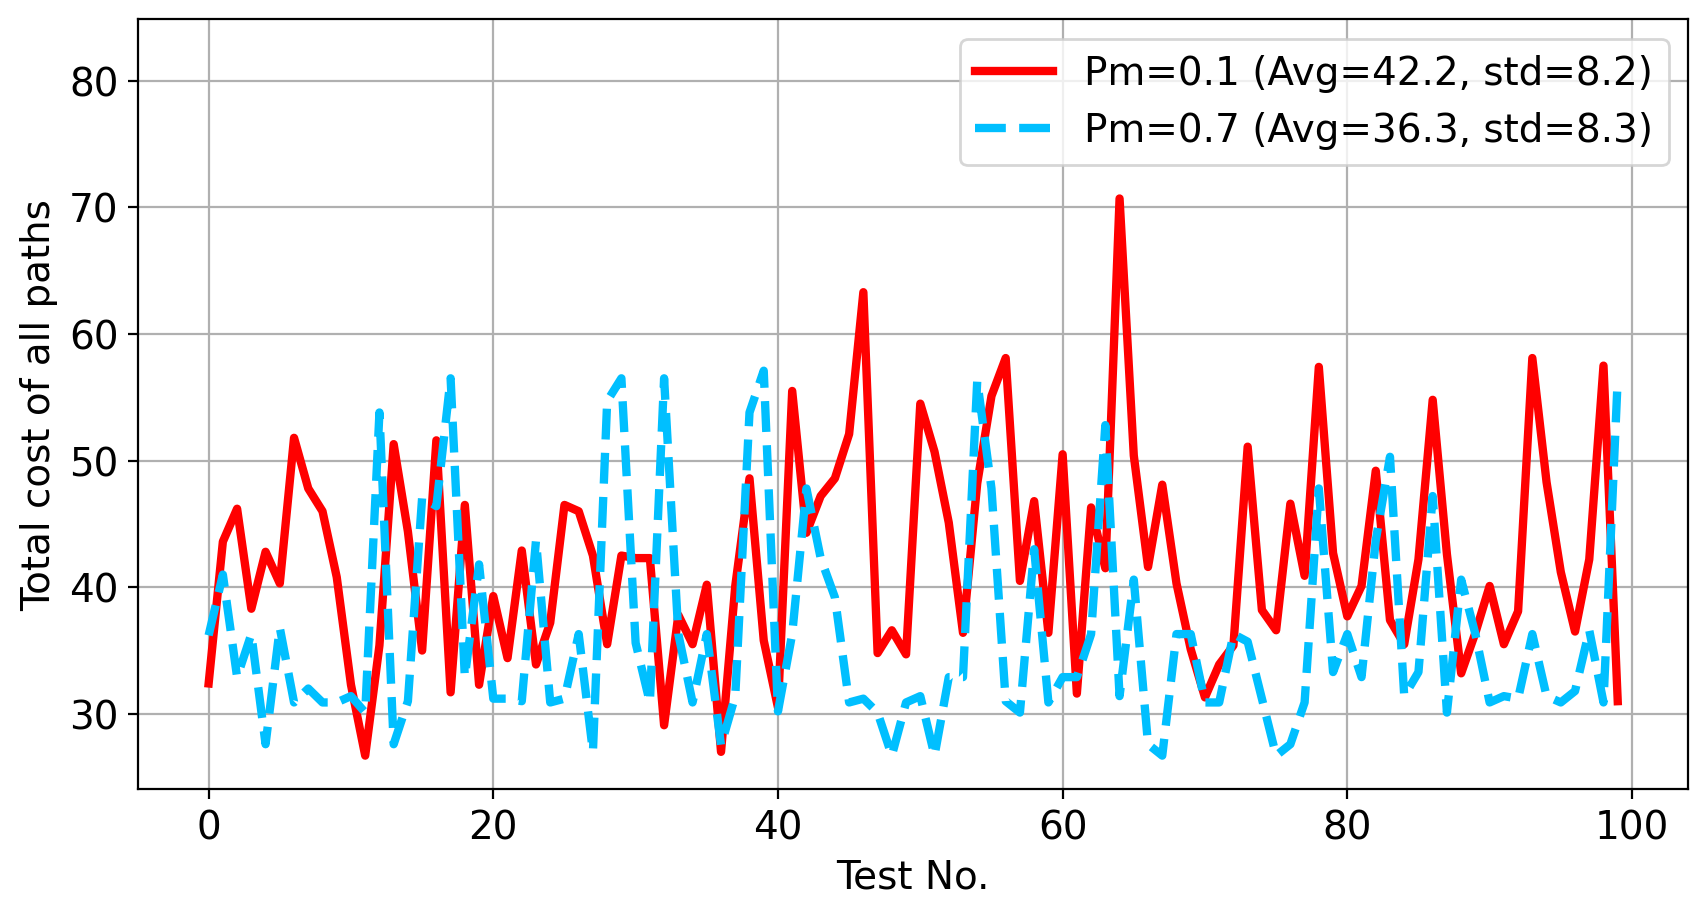 Pm=0.1 (Avg=42.2, std=8.2)
Pm=0.7 (Avg=36.3, std=8.3)
Total cost of all paths
80
70
60
50
40
30
0 20 40 60 80 100
Test No.